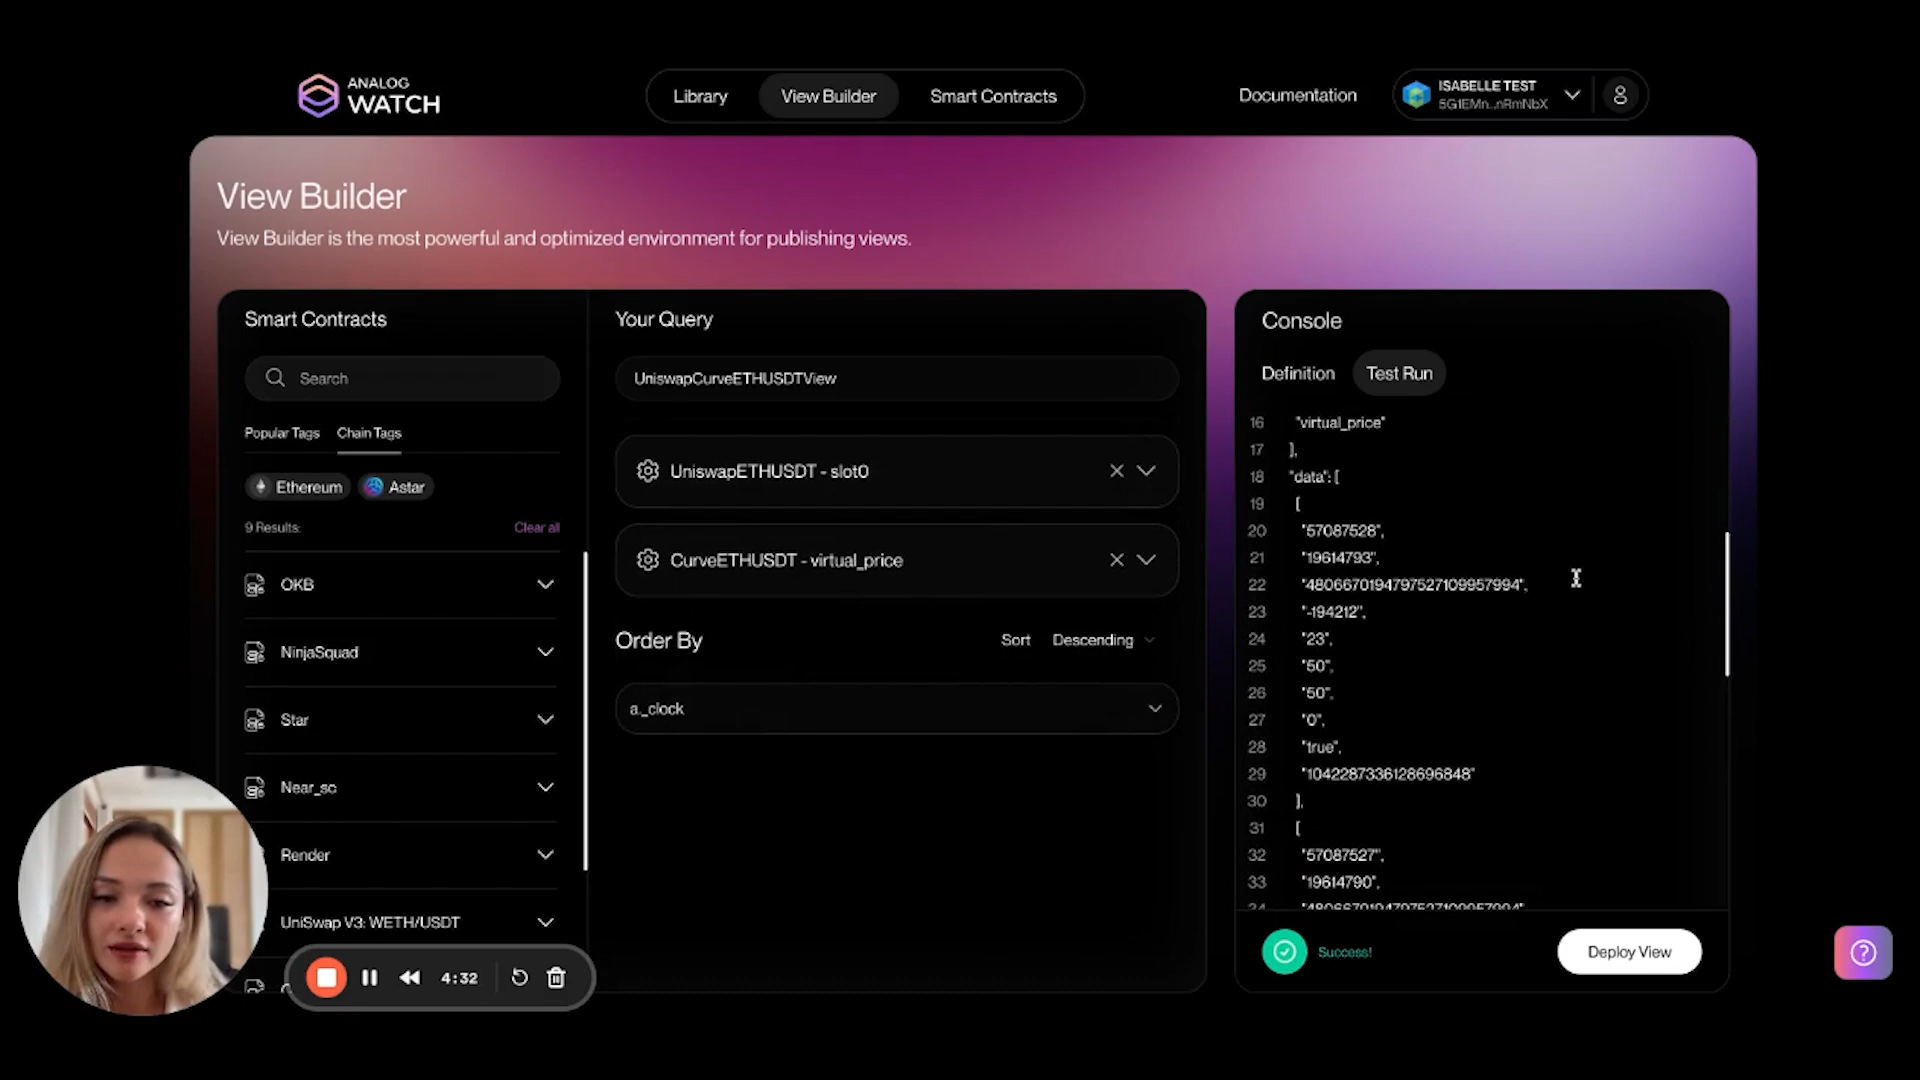 ANALOG
WATCH
Library
View Builder
Smart Contracts
Documentation
ISABELLE TEST
5G1EMn...nRmNbX
View Builder
View Builder is the most powerful and optimized environment for publishing views.
Smart Contracts
Search
Popular Tags
Chain Tags
Ethereum
Astar
9 Results:
Clear all
OKB
NinjaSquad
Star
Near_sc
Render
UniSwap V3: WETH/USDT
4:32
Your Query
UniswapCurveETHUSDTView
UniswapETHUSDT - slot0
CurveETHUSDT - virtual_price
Order By
Sort
Descending
a._clock
Console
Definition
Test Run
16 "virtual_price"
17 ],
18 "data": [
19 [
20 "57087528",
21 "19614793",
22 "4806670194797527109957994",
23 "-194212",
24 "23",
25 "50",
26 "50",
27 "0",
28 "true",
29 "1042287336128696848"
30 ],
31 [
32 "57087527",
33 "19614790",
34 "4806670194797527109957994"
Success!
Deploy View